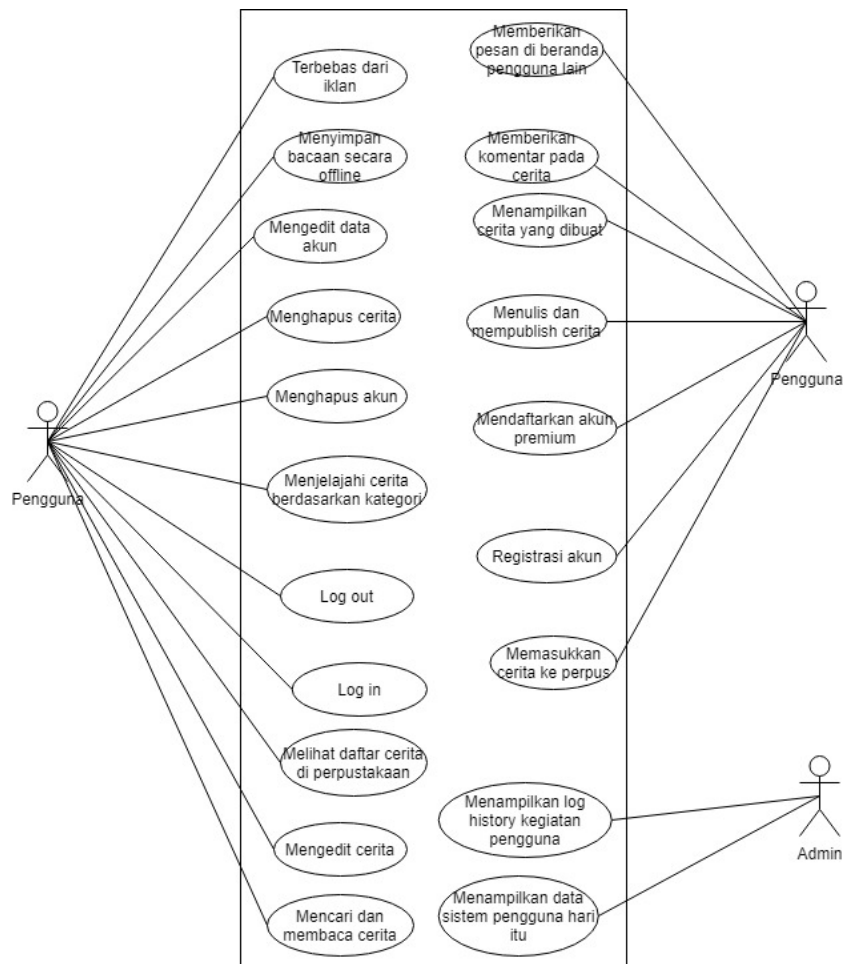 Terbebas dari
iklan
Menyimpan
bacaan secara
offline
Mengedit data
akun
Menghapus cerita
Menghapus akun
Menjelajahi cerita
berdasarkan kategori
Log out
Log in
Melihat daftar cerita
di perpustakaan
Mengedit cerita
Mencari dan
membaca cerita
Pengguna
Memberikan
pesan di beranda
pengguna lain
Memberikan
komentar pada
cerita
Menampilkan
cerita yang dibuat
Menulis dan
mempublish cerita
Mendaftarkan akun
premium
Registrasi akun
Memasukkan
cerita ke perpus
Menampilkan log
history kegiatan
pengguna
Menampilkan data
sistem pengguna hari
itu
Pengguna
Admin